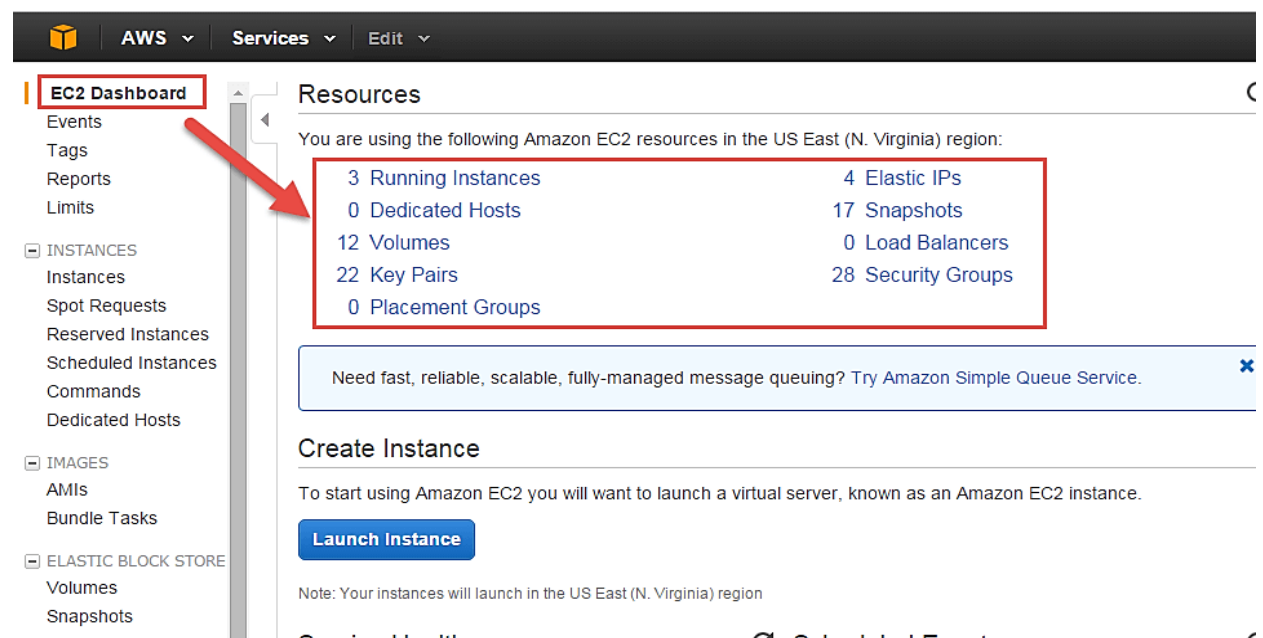 AWS Services Edit
EC2 Dashboard
Events
Tags
Reports
Limits
INSTANCES
Instances
Spot Requests
Reserved Instances
Scheduled Instances
Commands
Dedicated Hosts
IMAGES
AMIs
Bundle Tasks
ELASTIC BLOCK STORE
Volumes
Snapshots
Resources
You are using the following Amazon EC2 resources in the US East (N. Virginia) region:
3 Running Instances
0 Dedicated Hosts
12 Volumes
22 Key Pairs
0 Placement Groups
4 Elastic IPs
17 Snapshots
0 Load Balancers
28 Security Groups
Need fast, reliable, scalable, fully-managed message queuing? Try Amazon Simple Queue Service.
Create Instance
To start using Amazon EC2 you will want to launch a virtual server, known as an Amazon EC2 instance.
Launch Instance
Note: Your instances will launch in the US East (N. Virginia) region